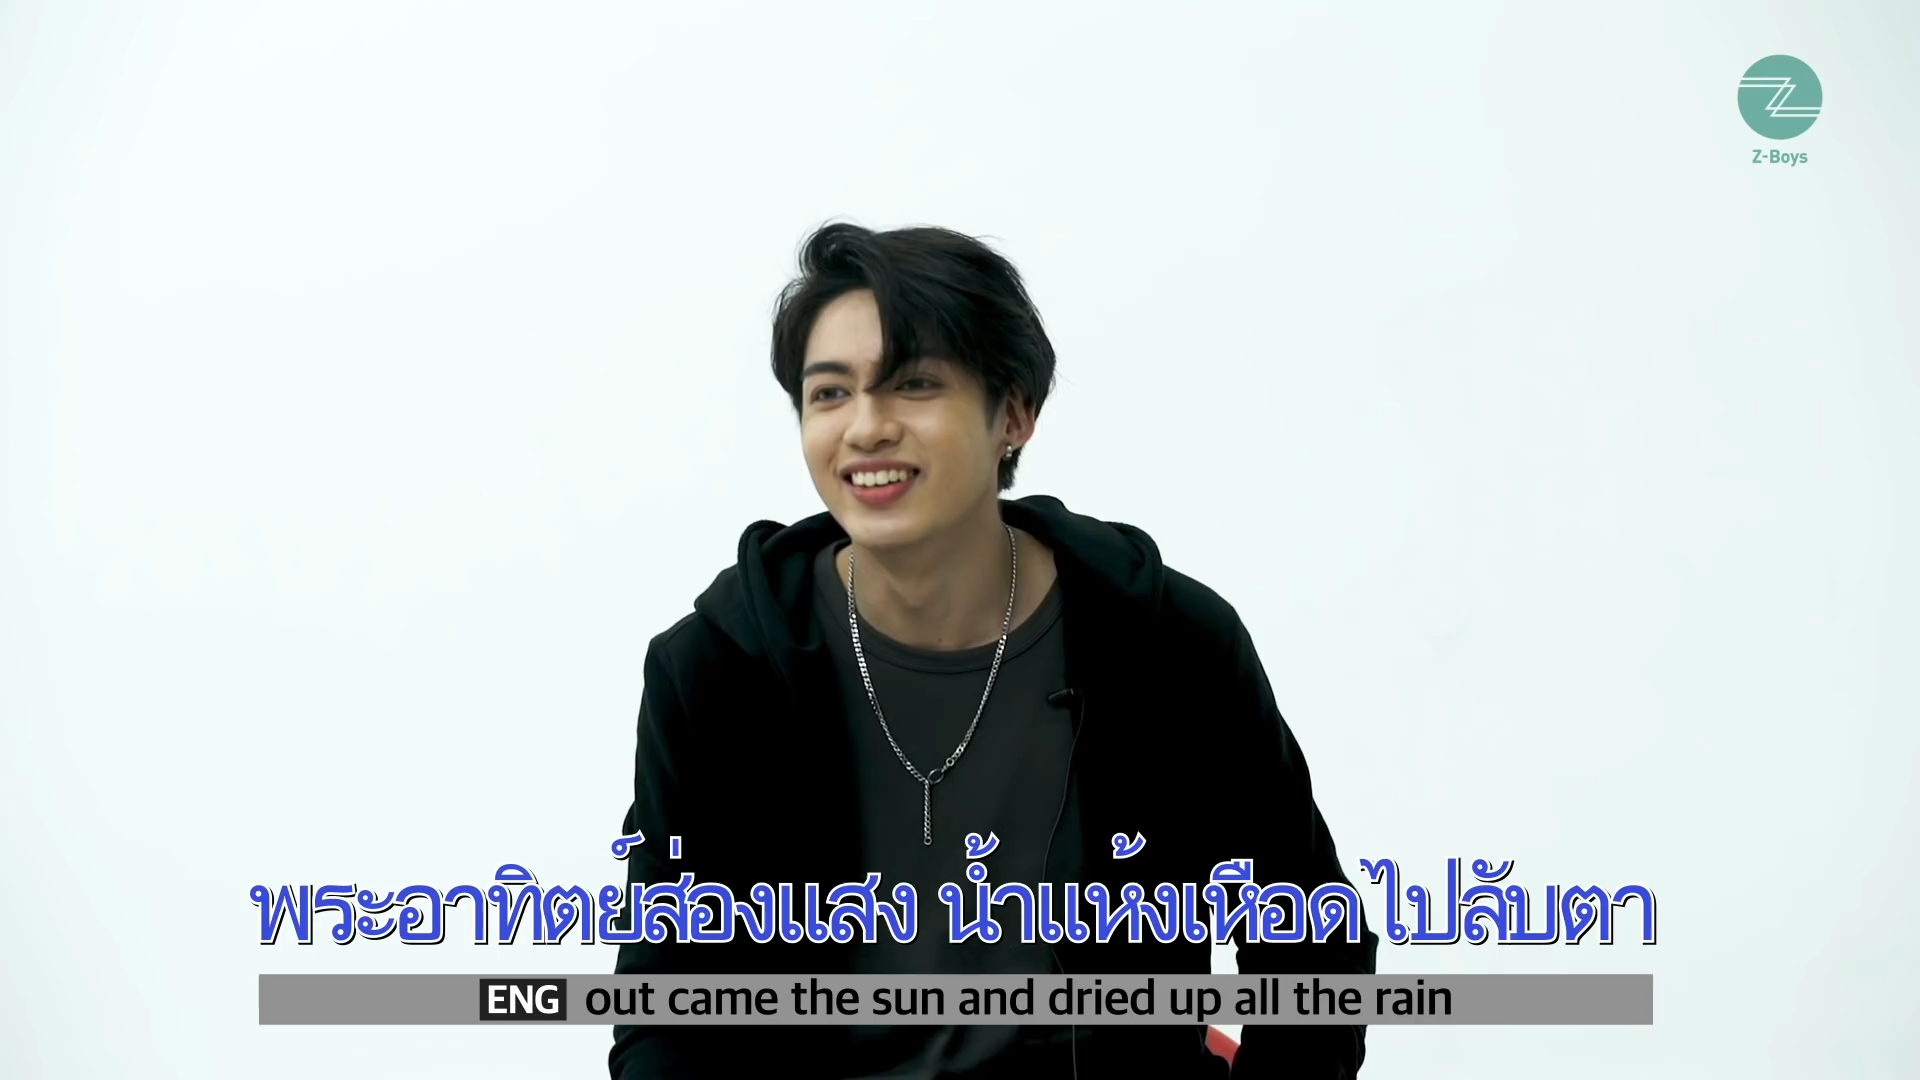 Z-Boys
พระอาทิตย์ส่องแสง น้ำแห้งเหือดไปลับตา
ENG out came the sun and dried up all the rain